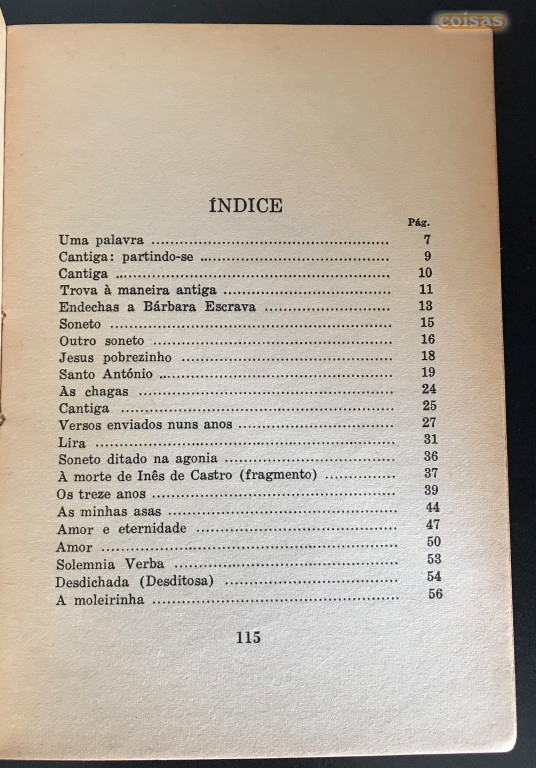 coisas
ÍNDICE
Pág.
Uma palavra .................................................. 7
Cantiga: partindo-se ........................................ 9
Cantiga .......................................................... 10
Trova à maneira antiga .................................... 11
Endechas a Bárbara Escrava ........................... 13
Soneto ............................................................ 15
Outro soneto ................................................... 16
Jesus pobrezinho ............................................. 18
Santo António ................................................. 19
Às chagas ....................................................... 24
Cantiga .......................................................... 25
Versos enviados nuns anos .............................. 27
Lira ................................................................ 31
Soneto ditado na agonia ................................... 36
À morte de Inês de Castro (fragmento) ............... 37
Os treze anos .................................................. 39
As minhas asas ............................................... 44
Amor e eternidade ........................................... 47
Amor .............................................................. 50
Solemnia Verba ............................................... 53
Desdichada (Desditosa) .................................... 54
A moleirinha ................................................... 56
115